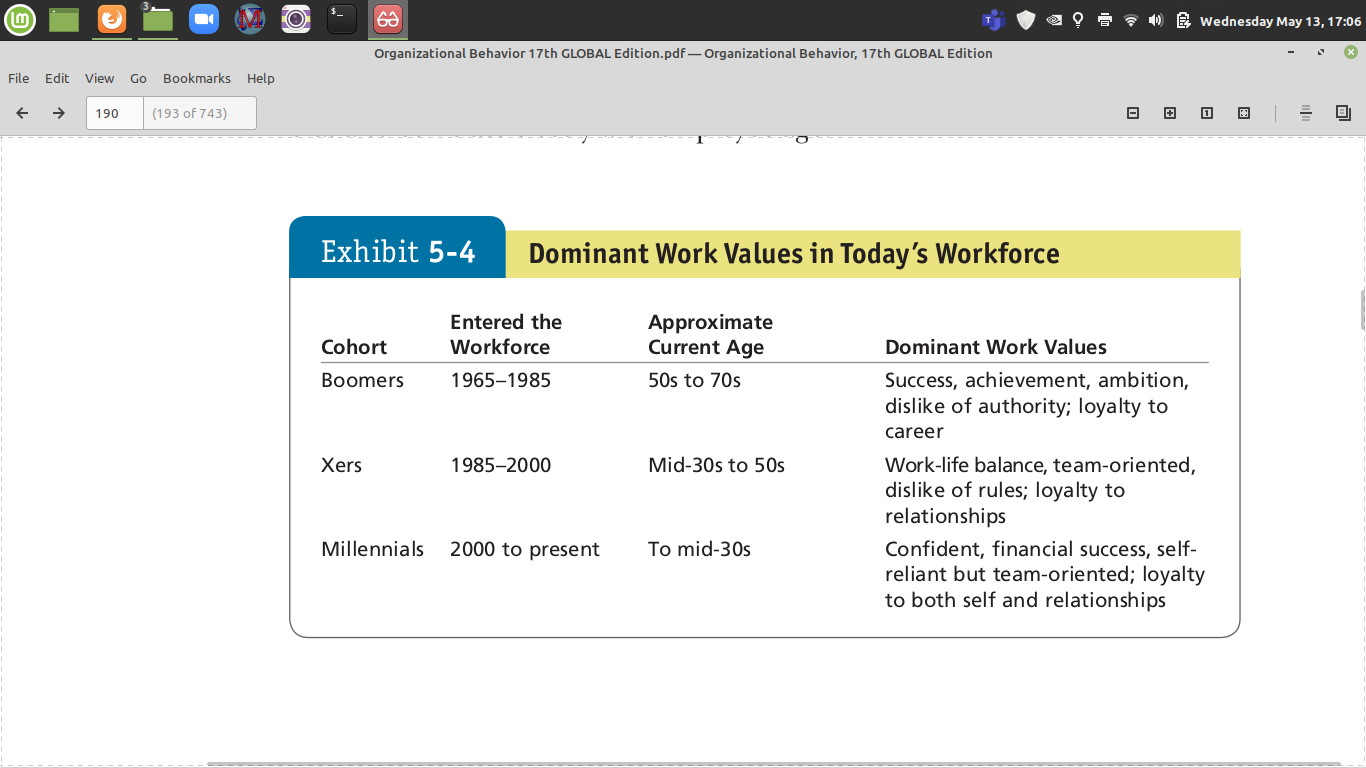 3
>_
Wednesday May 13, 17:06
Organizational Behavior 17th GLOBAL Edition.pdf — Organizational Behavior, 17th GLOBAL Edition
File Edit View Go Bookmarks Help
190 (193 of 743)
Exhibit 5-4 Dominant Work Values in Today’s Workforce
Entered the Approximate
Cohort Workforce Current Age Dominant Work Values
Boomers 1965–1985 50s to 70s Success, achievement, ambition,
dislike of authority; loyalty to
career
Xers 1985–2000 Mid-30s to 50s Work-life balance, team-oriented,
dislike of rules; loyalty to
relationships
Millennials 2000 to present To mid-30s Confident, financial success, self-
reliant but team-oriented; loyalty
to both self and relationships